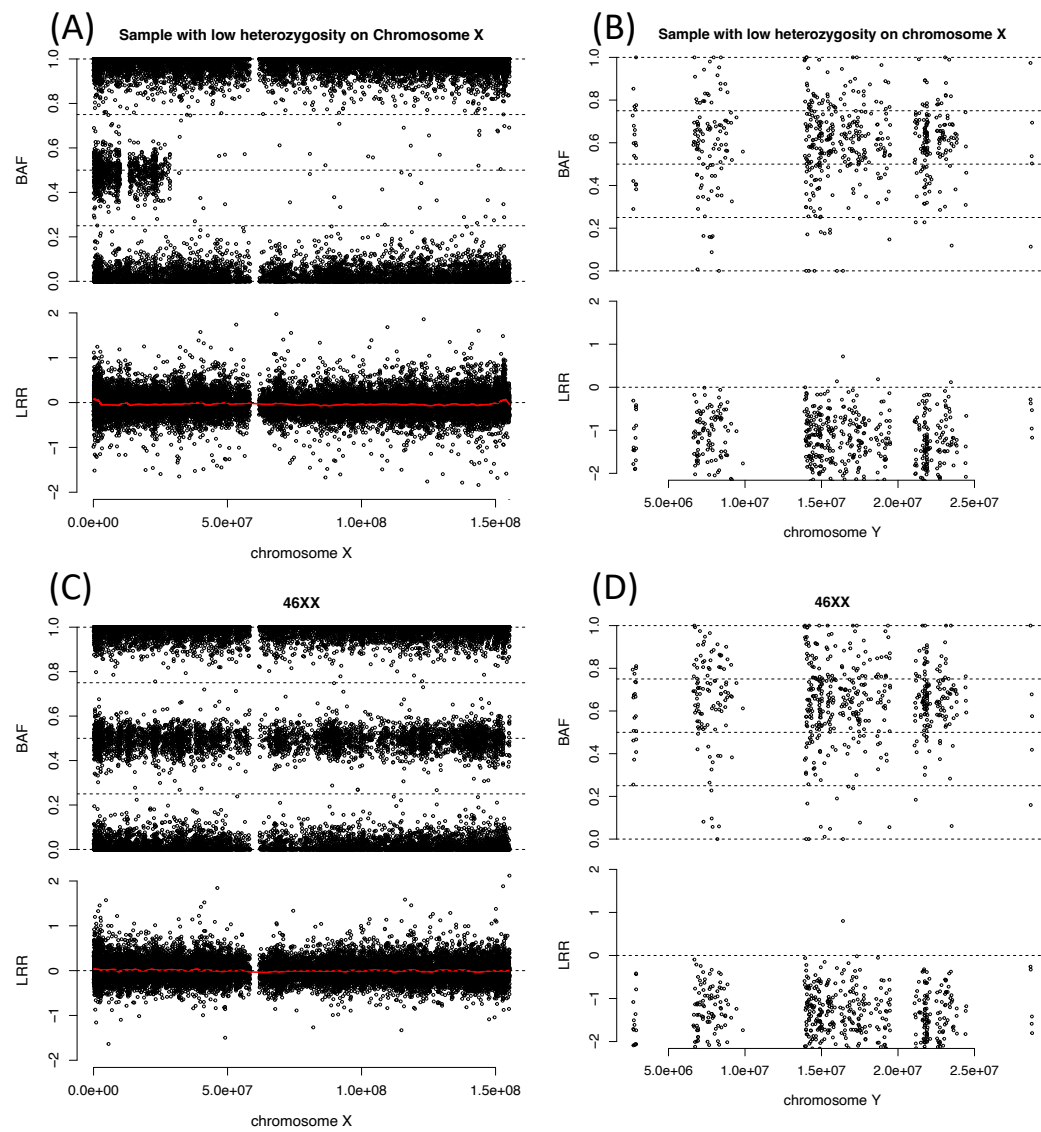 (A)
Sample with low heterozygosity on Chromosome X
BAF
0.0 0.2 0.4 0.6 0.8 1.0
LRR
−2 −1 0 1 2
0.0e+00 5.0e+07 1.0e+08 1.5e+08
chromosome X
(B)
Sample with low heterozygosity on chromosome X
BAF
0.0 0.2 0.4 0.6 0.8 1.0
LRR
−2 −1 0 1 2
5.0e+06 1.0e+07 1.5e+07 2.0e+07 2.5e+07
chromosome Y
(C)
46XX
BAF
0.0 0.2 0.4 0.6 0.8 1.0
LRR
−2 −1 0 1 2
0.0e+00 5.0e+07 1.0e+08 1.5e+08
chromosome X
(D)
46XX
BAF
0.0 0.2 0.4 0.6 0.8 1.0
LRR
−2 −1 0 1 2
5.0e+06 1.0e+07 1.5e+07 2.0e+07 2.5e+07
chromosome Y